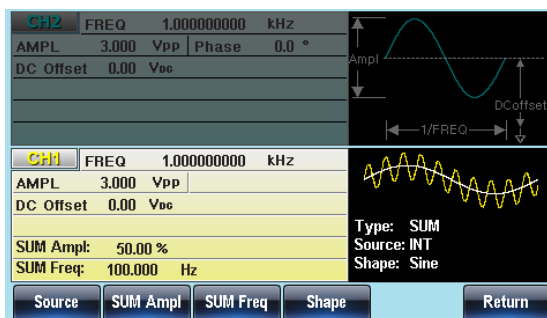 CH2 FREQ 1.000000000 kHz
AMPL 3.000 Vpp Phase 0.0 °
DC Offset 0.00 VDC
Ampl
DCoffset
1/FREQ
CH1 FREQ 1.000000000 kHz
AMPL 3.000 Vpp
DC Offset 0.00 VDC
SUM Ampl: 50.00 %
SUM Freq: 100.000 Hz
Type: SUM
Source: INT
Shape: Sine
Source SUM Ampl SUM Freq Shape Return